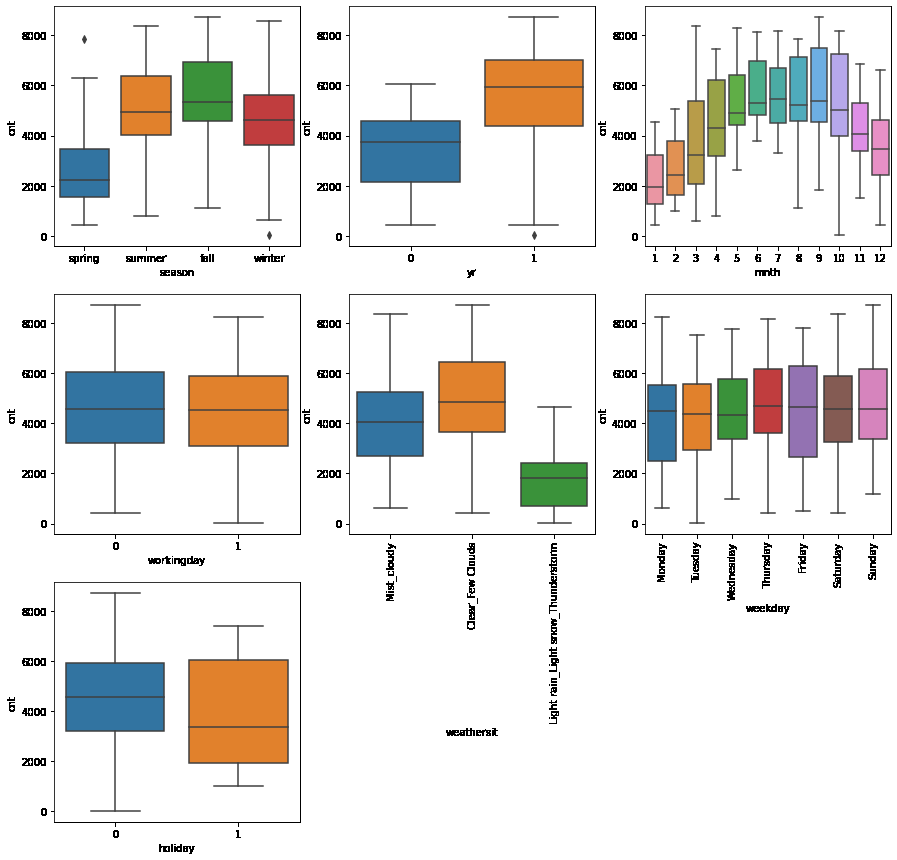 8000
6000
4000
2000
0
cnt
spring summer fall winter
season
8000
6000
4000
2000
0
cnt
0 1
yr
8000
6000
4000
2000
0
cnt
1 2 3 4 5 6 7 8 9 10 11 12
mnth
8000
6000
4000
2000
0
cnt
0 1
workingday
8000
6000
4000
2000
0
cnt
Mist_cloudy
Clear_Few Clouds
Light rain_Light snow_Thunderstorm
weathersit
8000
6000
4000
2000
0
cnt
Monday
Tuesday
Wednesday
Thursday
Friday
Saturday
Sunday
weekday
8000
6000
4000
2000
0
cnt
0 1
holiday